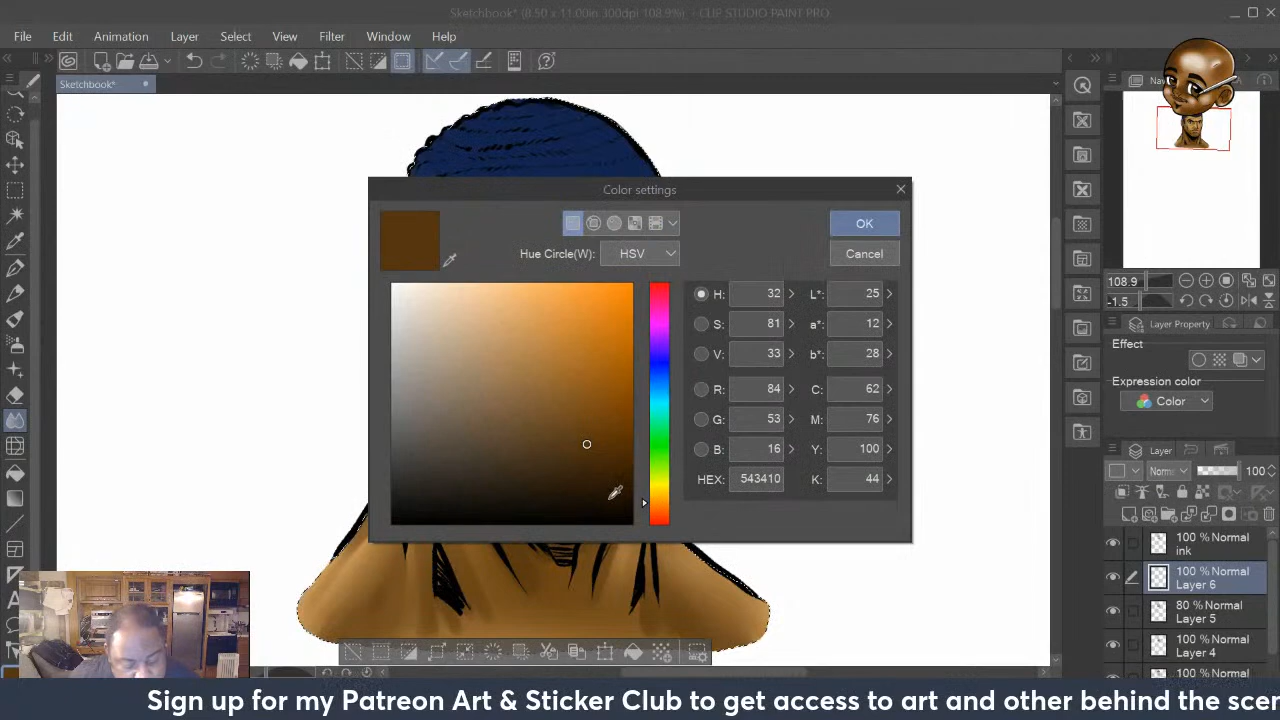 Sketchbook* (8.50 x 11.00in 300dpi 108.9%) - CLIP STUDIO PAINT PRO
File Edit Animation Layer Select View Filter Window Help
Sketchbook*
Color settings
OK
Hue Circle(W): HSV
Cancel
H: 32 L*: 25
S: 81 a*: 12
V: 33 b*: 28
R: 84 C: 62
G: 53 M: 76
B: 16 Y: 100
HEX: 543410 K: 44
108.9
-1.5
Layer Property
Effect
Expression color
Color
Layer
100
100 % Normal
ink
100 % Normal
Layer 6
80 % Normal
Layer 5
100 % Normal
Layer 4
Sign up for my Patreon Art & Sticker Club to get access to art and other behind the scen